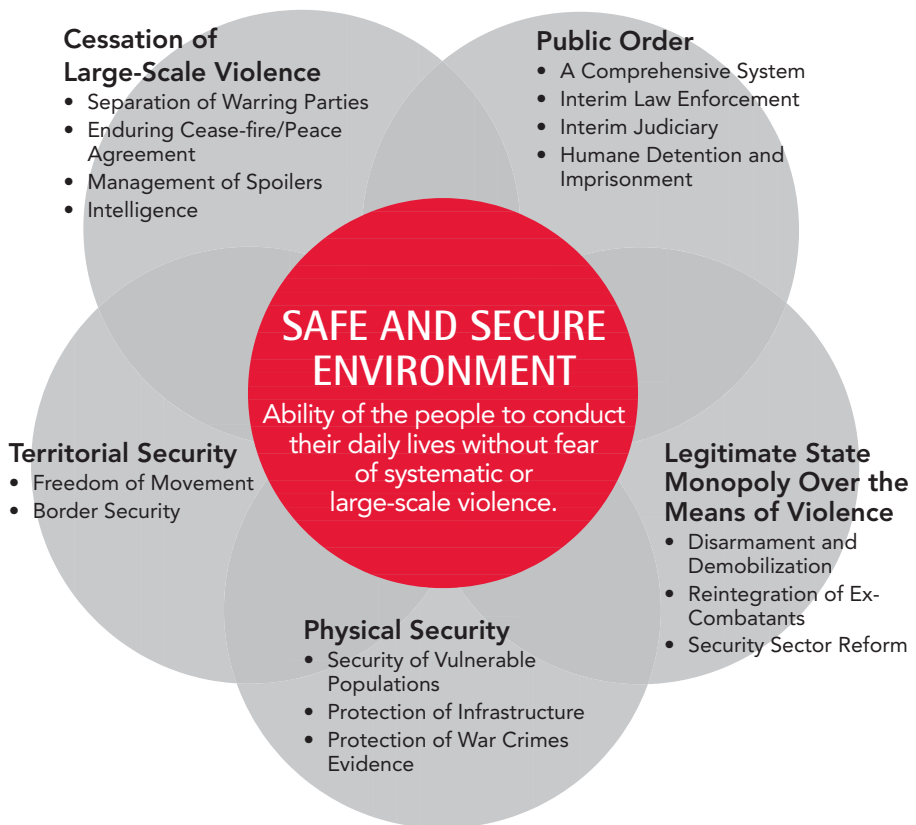 Cessation of
Large-Scale Violence
• Separation of Warring Parties
• Enduring Cease-fire/Peace
Agreement
• Management of Spoilers
• Intelligence
Public Order
• A Comprehensive System
• Interim Law Enforcement
• Interim Judiciary
• Humane Detention and
Imprisonment
SAFE AND SECURE
ENVIRONMENT
Ability of the people to conduct
their daily lives without fear
of systematic or
large-scale violence.
Territorial Security
• Freedom of Movement
• Border Security
Legitimate State
Monopoly Over the
Means of Violence
• Disarmament and
Demobilization
• Reintegration of Ex-
Combatants
• Security Sector Reform
Physical Security
• Security of Vulnerable
Populations
• Protection of Infrastructure
• Protection of War Crimes
Evidence